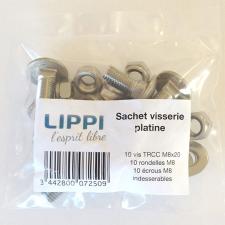 LIPPI
l'esprit libre
Sachet visserie
platine
10 vis TRCC M8x20
10 rondelles M8
10 écrous M8
indesserables
3 442800 072509